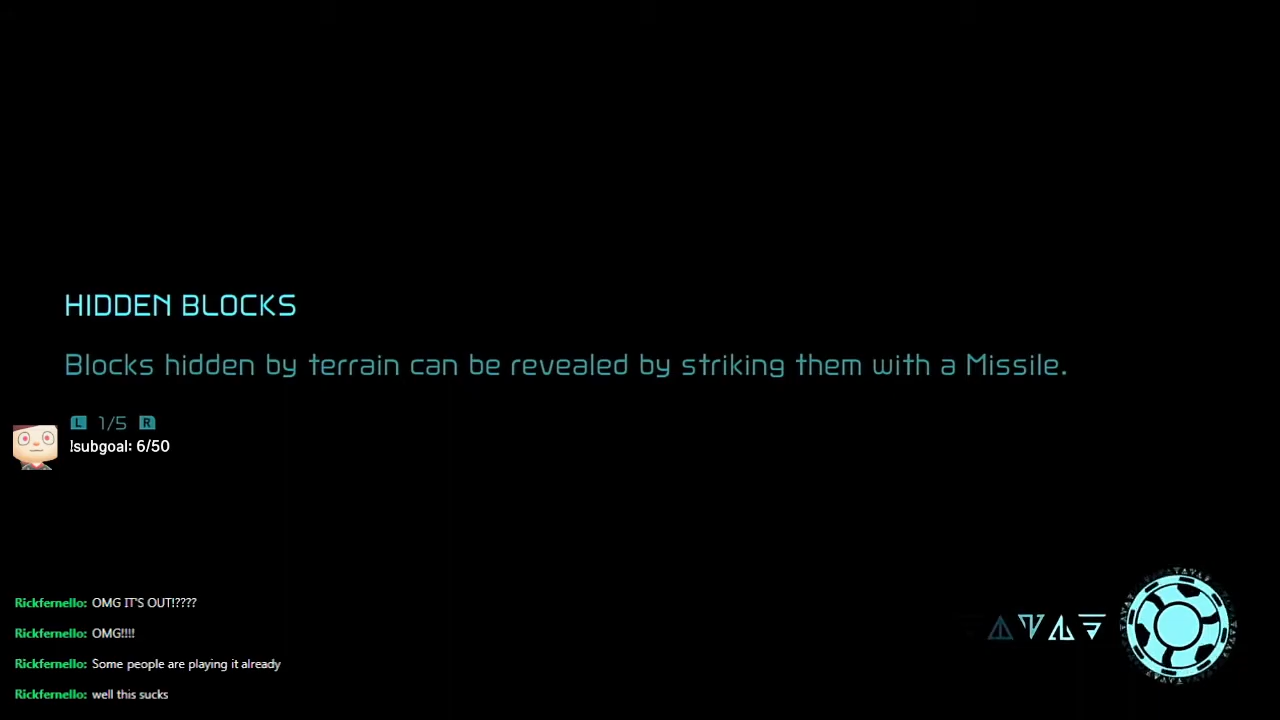 HIDDEN BLOCKS
Blocks hidden by terrain can be revealed by striking them with a Missile.
L 1/5 R
!subgoal: 6/50
Rickfernello: OMG IT'S OUT!????
Rickfernello: OMG!!!!
Rickfernello: Some people are playing it already
Rickfernello: well this sucks